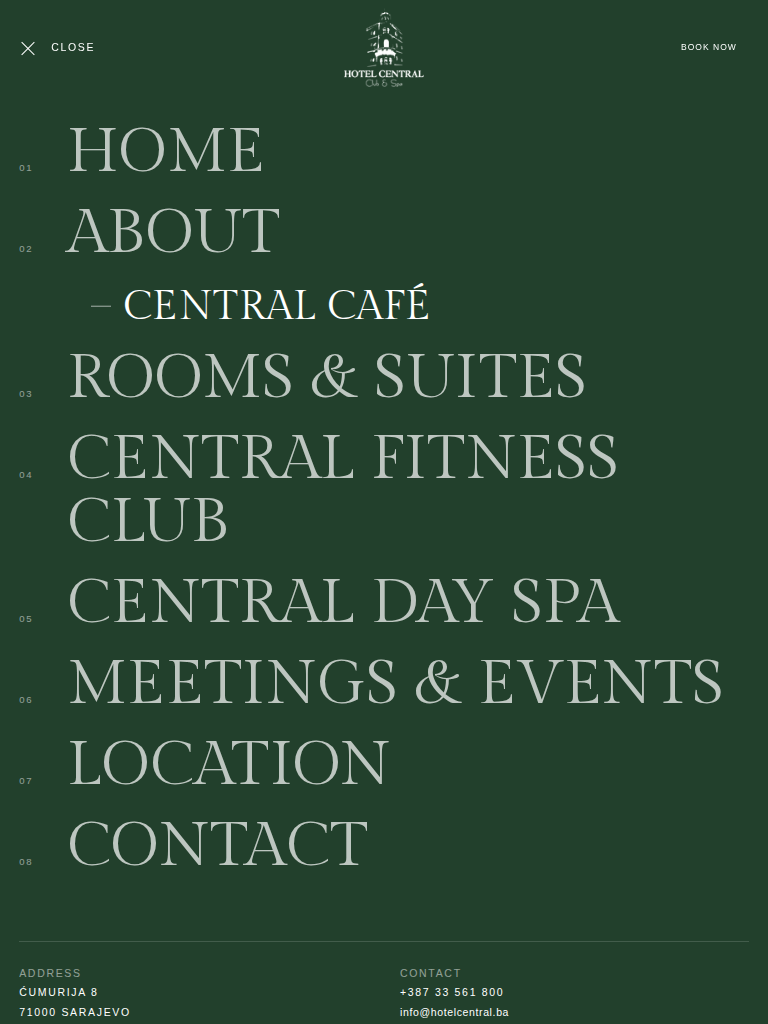 CLOSE
HOTEL CENTRAL
Club & Spa
BOOK NOW
01 HOME
02 ABOUT
– CENTRAL CAFÉ
03 ROOMS & SUITES
04 CENTRAL FITNESS
CLUB
05 CENTRAL DAY SPA
06 MEETINGS & EVENTS
07 LOCATION
08 CONTACT
ADDRESS
ĆUMURIJA 8
71000 SARAJEVO
CONTACT
+387 33 561 800
info@hotelcentral.ba